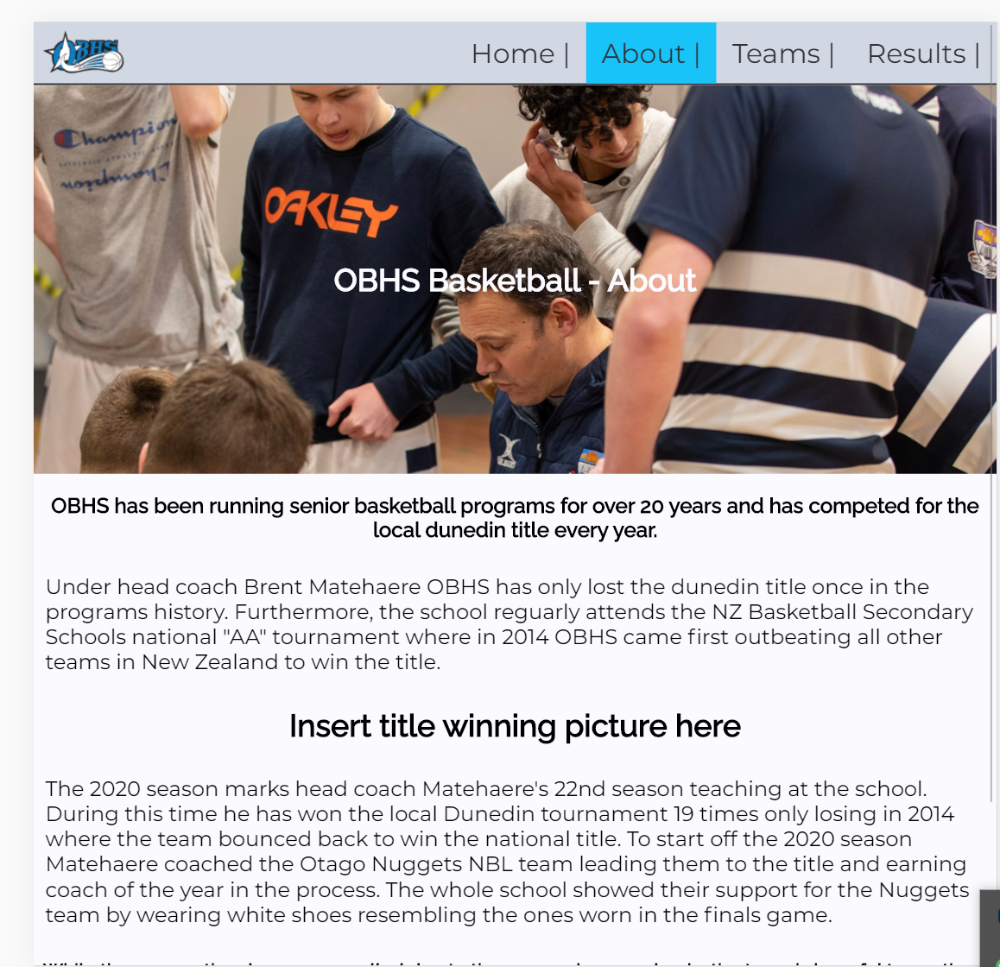 OBHS
Home |
About |
Teams |
Results |
Champion
Champion
OAKLEY
OBHS Basketball - About
OBHS has been running senior basketball programs for over 20 years and has competed for the
local dunedin title every year.
Under head coach Brent Matehaere OBHS has only lost the dunedin title once in the
programs history. Furthermore, the school reguarly attends the NZ Basketball Secondary
Schools national "AA" tournament where in 2014 OBHS came first outbeating all other
teams in New Zealand to win the title.
Insert title winning picture here
The 2020 season marks head coach Matehaere's 22nd season teaching at the school.
During this time he has won the local Dunedin tournament 19 times only losing in 2014
where the team bounced back to win the national title. To start off the 2020 season
Matehaere coached the Otago Nuggets NBL team leading them to the title and earning
coach of the year in the process. The whole school showed their support for the Nuggets
team by wearing white shoes resembling the ones worn in the finals game.